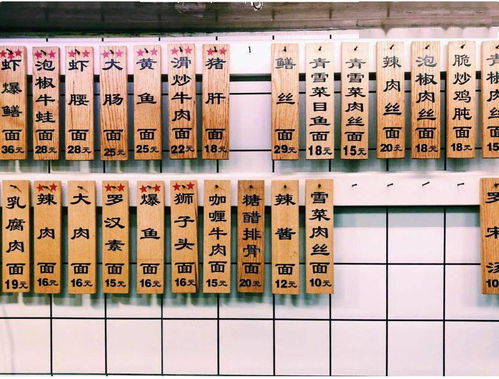 虾爆鳝面36元
泡椒牛蛙面28元
虾腰面28元
大肠面25元
黄鱼面25元
滑炒牛肉面22元
猪肝面18元
鳝丝面29元
青雪菜目鱼面18元
青雪菜肉丝面15元
辣肉丝面20元
泡椒肉丝面18元
脆炒鸡肫面18元
15
乳腐肉面19元
辣肉面16元
大肉面16元
罗汉素面15元
爆鱼面16元
狮子头面16元
咖喱牛肉面16元
糖醋排骨面20元
辣酱面12元
雪菜肉丝面10元
罗宋汤10